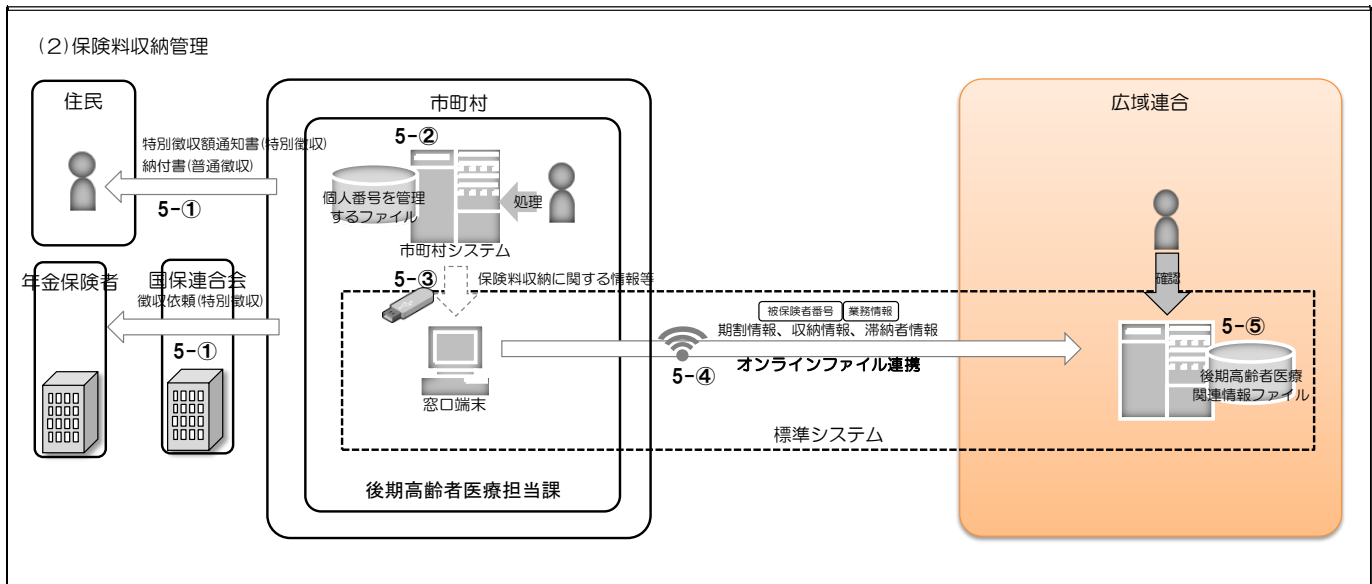 (2)保険料収納管理
住民
特別徴収額通知書(特別徴収)
納付書(普通徴収)
5-①
年金保険者
国保連合会
徴収依頼(特別徴収)
5-①
市町村
5-②
個人番号を管理
するファイル
処理
市町村システム
5-③
保険料収納に関する情報等
窓口端末
後期高齢者医療担当課
被保険者番号 業務情報
期割情報、収納情報、滞納者情報
5-④
オンラインファイル連携
標準システム
広域連合
確認
5-⑤
後期高齢者医療
関連情報ファイル